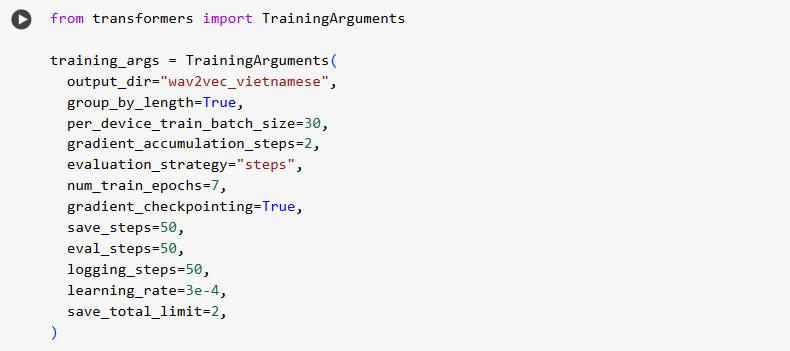 from transformers import TrainingArguments
training_args = TrainingArguments(
  output_dir="wav2vec_vietnamese",
  group_by_length=True,
  per_device_train_batch_size=30,
  gradient_accumulation_steps=2,
  evaluation_strategy="steps",
  num_train_epochs=7,
  gradient_checkpointing=True,
  save_steps=50,
  eval_steps=50,
  logging_steps=50,
  learning_rate=3e-4,
  save_total_limit=2,
)